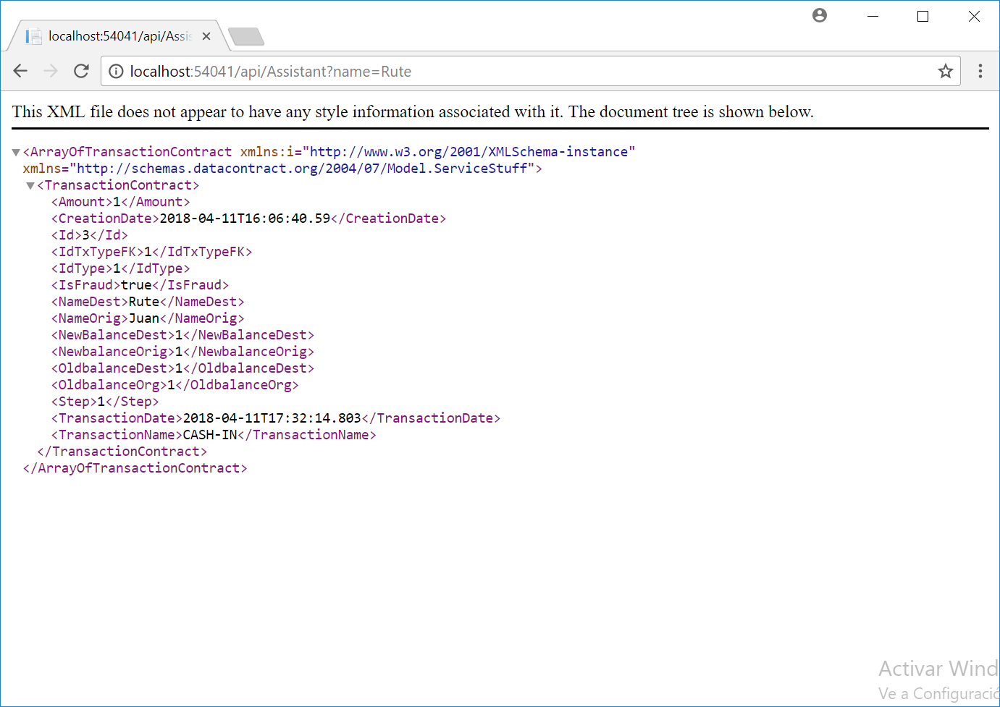 localhost:54041/api/Assis
localhost:54041/api/Assistant?name=Rute
This XML file does not appear to have any style information associated with it. The document tree is shown below.
<ArrayOfTransactionContract xmlns:i="http://www.w3.org/2001/XMLSchema-instance"
xmlns="http://schemas.datacontract.org/2004/07/Model.ServiceStuff">
<TransactionContract>
<Amount>1</Amount>
<CreationDate>2018-04-11T16:06:40.59</CreationDate>
<Id>3</Id>
<IdTxTypeFK>1</IdTxTypeFK>
<IdType>1</IdType>
<IsFraud>true</IsFraud>
<NameDest>Rute</NameDest>
<NameOrig>Juan</NameOrig>
<NewBalanceDest>1</NewBalanceDest>
<NewbalanceOrig>1</NewbalanceOrig>
<OldbalanceDest>1</OldbalanceDest>
<OldbalanceOrg>1</OldbalanceOrg>
<Step>1</Step>
<TransactionDate>2018-04-11T17:32:14.803</TransactionDate>
<TransactionName>CASH-IN</TransactionName>
</TransactionContract>
</ArrayOfTransactionContract>
Activar Wind
Ve a Configuració